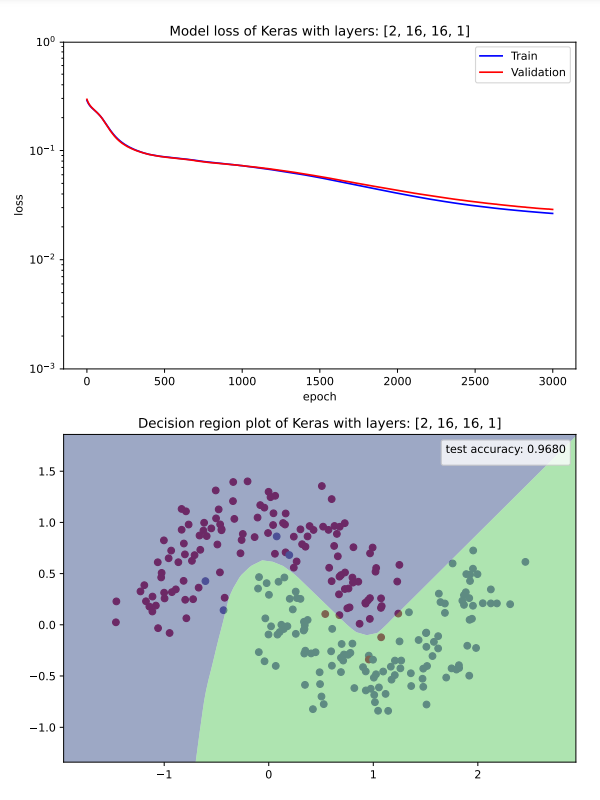 Model loss of Keras with layers: [2, 16, 16, 1]
10⁰
10⁻¹
10⁻²
10⁻³
loss
Train
Validation
0 500 1000 1500 2000 2500 3000
epoch
Decision region plot of Keras with layers: [2, 16, 16, 1]
test accuracy: 0.9680
1.5
1.0
0.5
0.0
−0.5
−1.0
−1 0 1 2